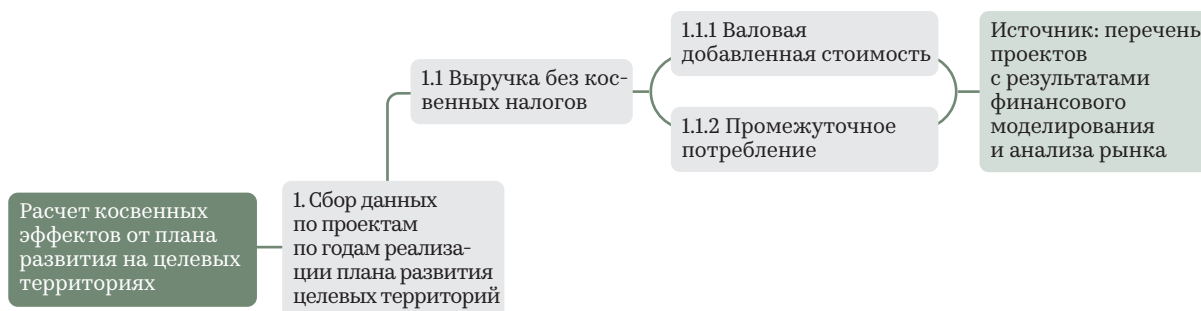 1.1.1 Валовая
добавленная стоимость
Источник: перечень
проектов
с результатами
финансового
моделирования
и анализа рынка
1.1 Выручка без кос-
венных налогов
1.1.2 Промежуточное
потребление
Расчет косвенных
эффектов от плана
развития на целевых
территориях
1. Сбор данных
по проектам
по годам реализа-
ции плана развития
целевых территорий